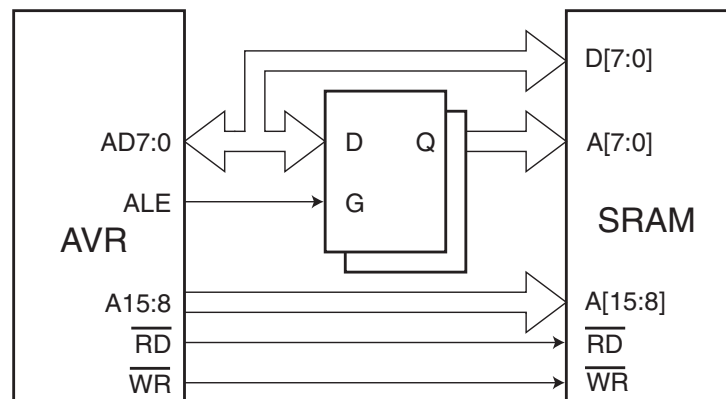 D[7:0]
AD7:0
D
Q
A[7:0]
ALE
G
AVR
SRAM
A15:8
A[15:8]
RD
RD
WR
WR